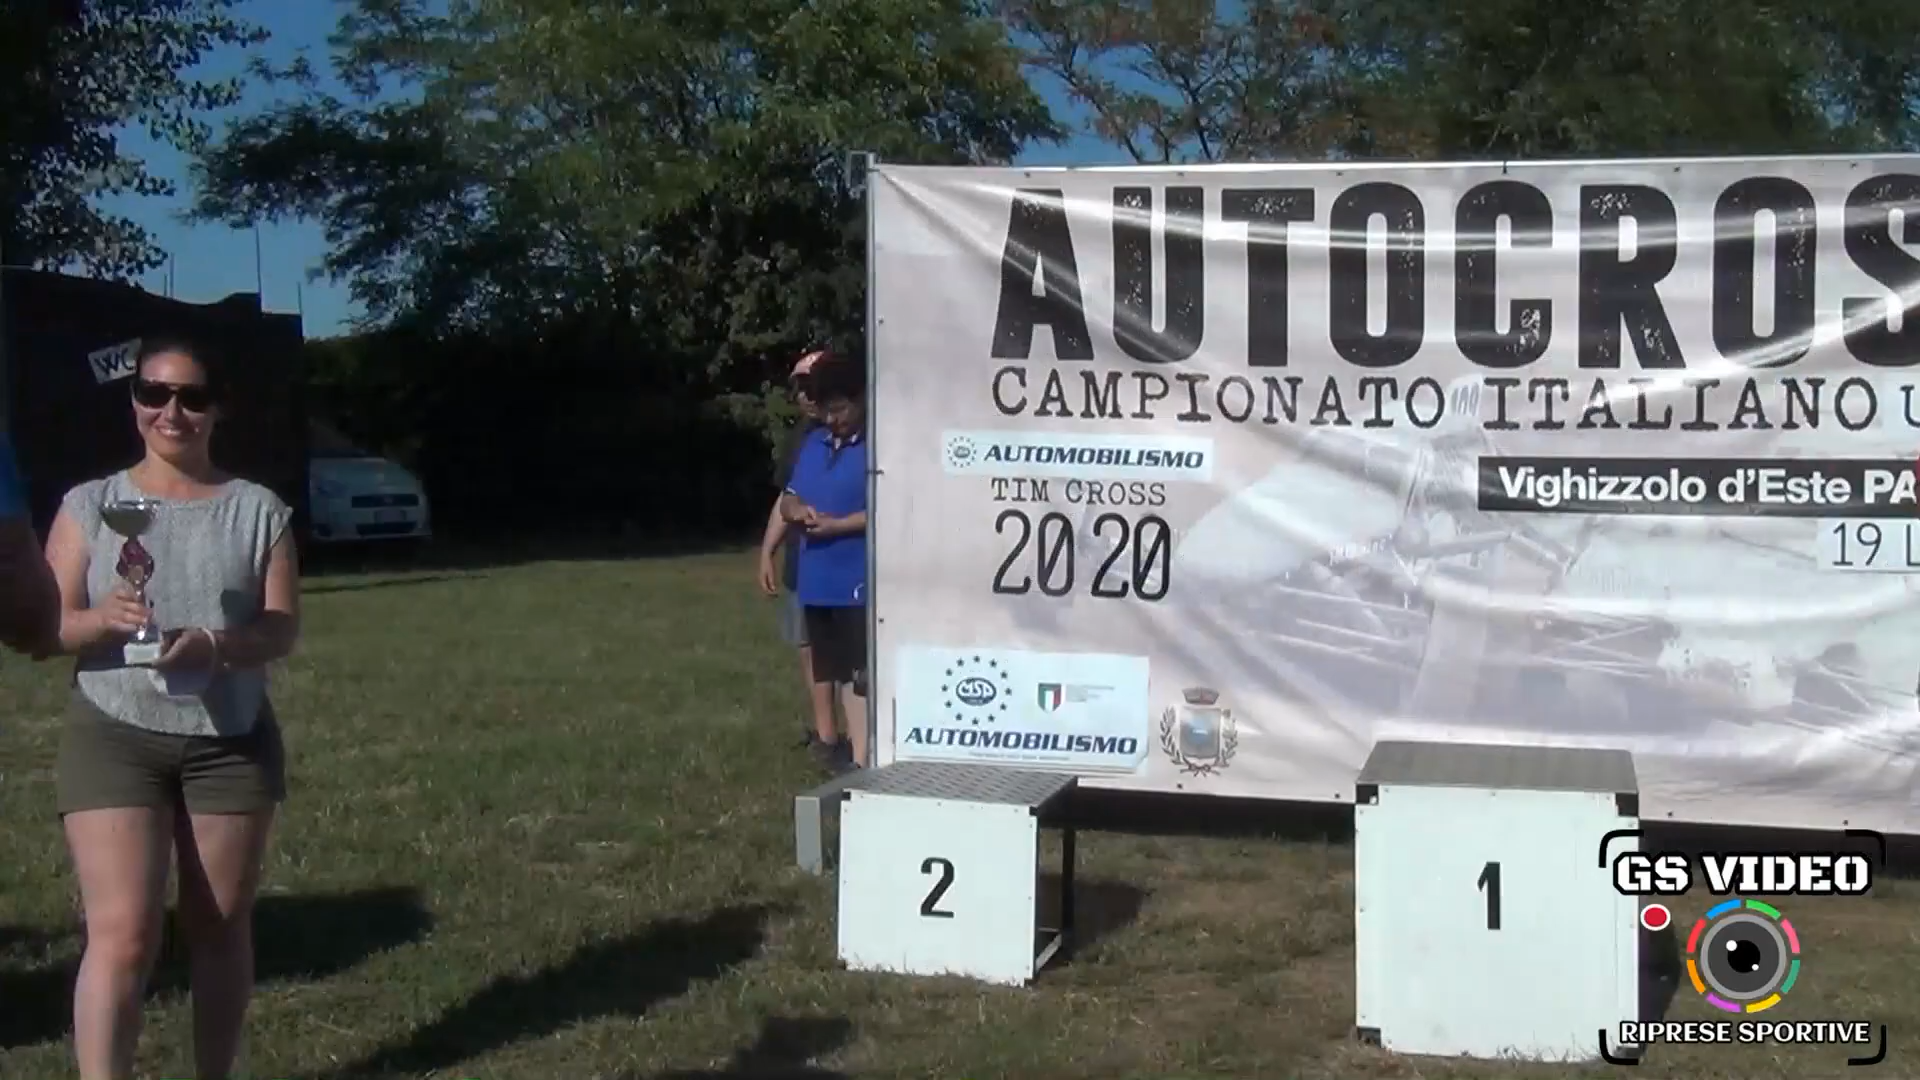 WC
AUTOCROS
CAMPIONATO ITALIANO U
AUTOMOBILISMO
TIM CROSS
2020
Vighizzolo d'Este PA
19 L
MSP
AUTOMOBILISMO
2
1
GS VIDEO
RIPRESE SPORTIVE